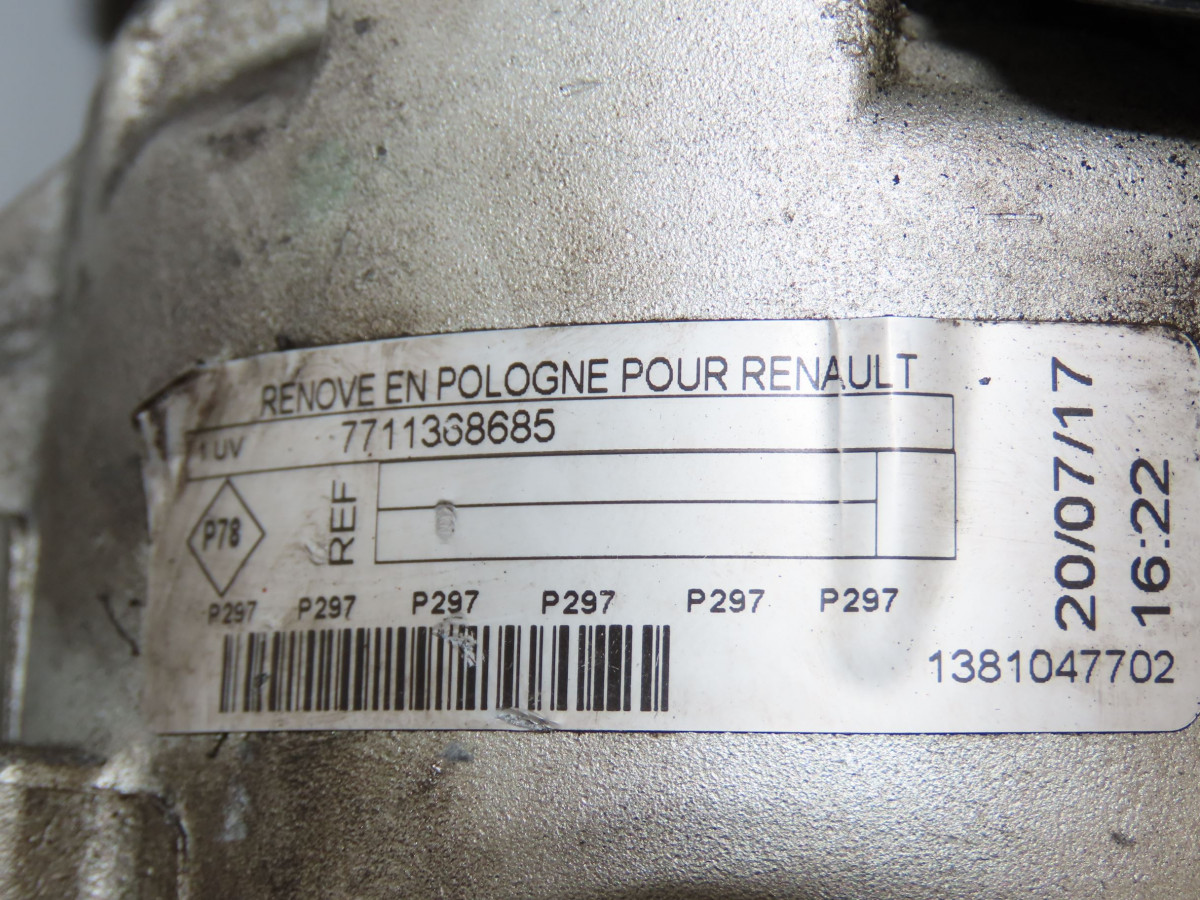 RENOVE EN POLOGNE POUR RENAULT
1 UV 7711368685
P78
REF
P297 P297 P297 P297 P297 P297
20/07/17
16:22
1381047702